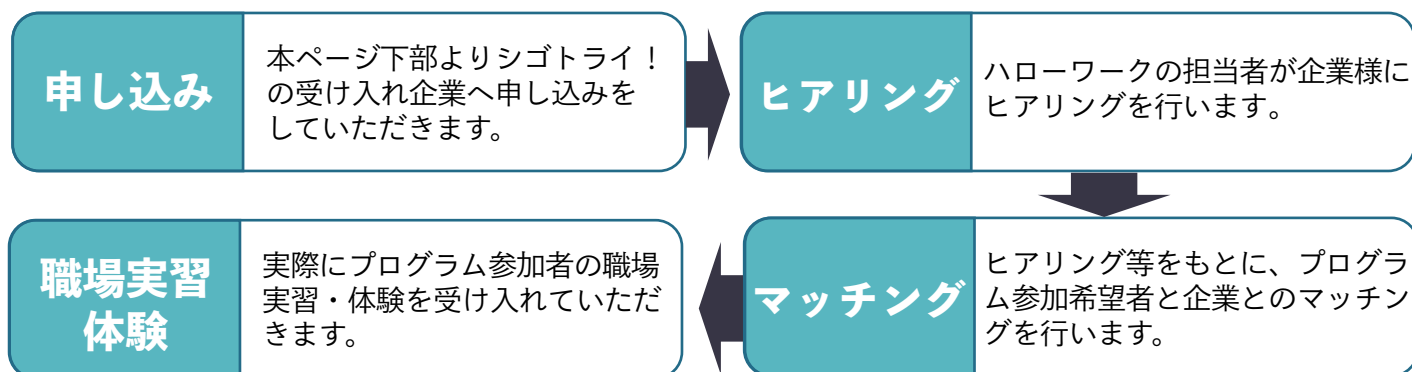 申し込み
本ページ下部よりシゴトライ！
の受け入れ企業へ申し込みを
していただきます。
ヒアリング
ハローワークの担当者が企業様に
ヒアリングを行います。
マッチング
ヒアリング等をもとに、プログラ
ム参加希望者と企業とのマッチン
グを行います。
職場実習
体験
実際にプログラム参加者の職場
実習・体験を受け入れていただ
きます。